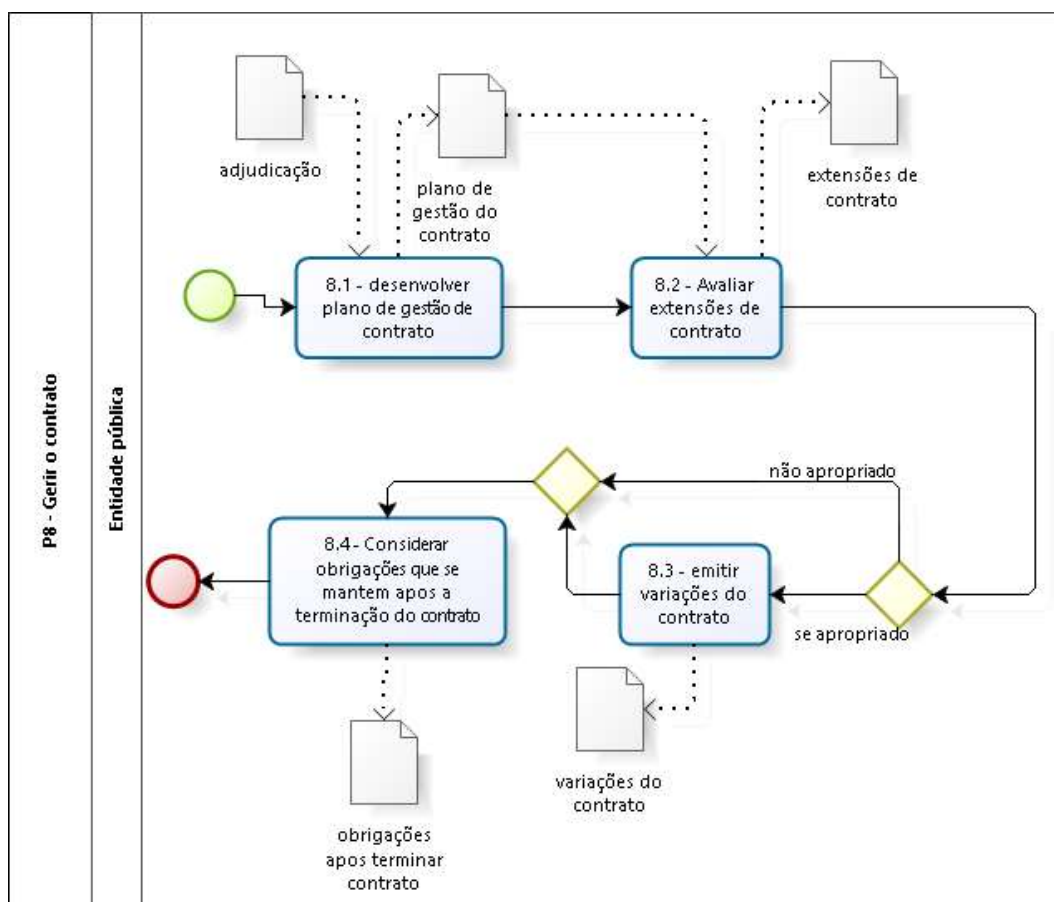 P8 - Gerir o contrato
Entidade pública
adjudicação
plano de
gestão do
contrato
extensões de
contrato
8.1 - desenvolver
plano de gestão de
contrato
8.2 - Avaliar
extensões de
contrato
não apropriado
8.4 - Considerar
obrigações que se
mantem apos a
terminação do contrato
8.3 - emitir
variações do
contrato
se apropriado
variações do
contrato
obrigações
apos terminar
contrato